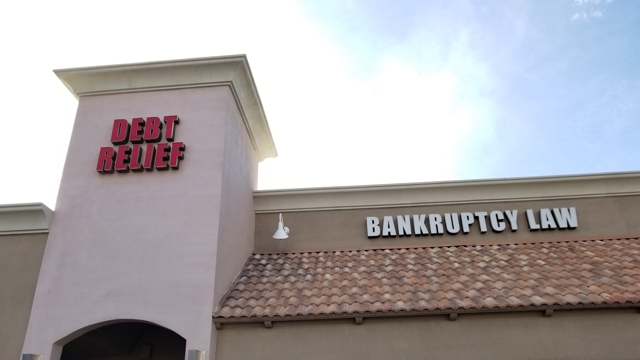 DEBT
RELIEF
BANKRUPTCY LAW